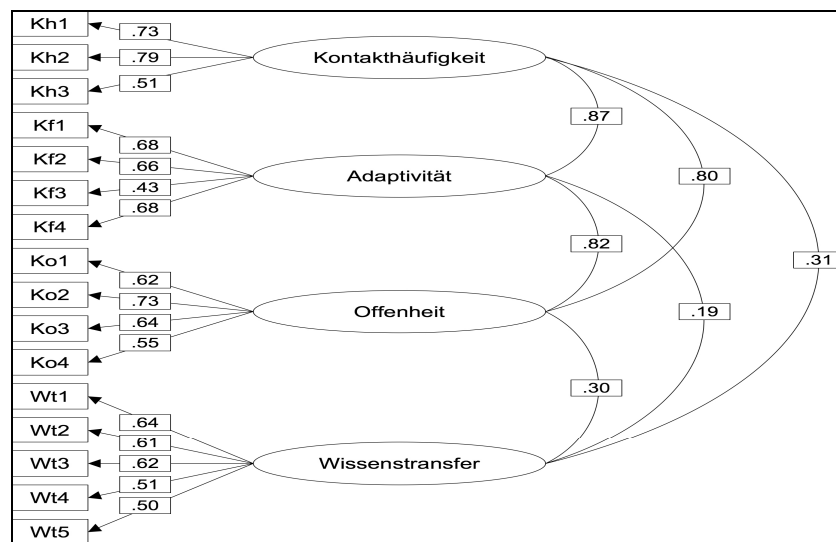 Kh1
.73
Kh2
.79
Kontakthäufigkeit
Kh3
.51
.87
Kf1
.68
Kf2
.66
Adaptivität
.80
Kf3
.43
Kf4
.68
.82
.31
Ko1
.62
Ko2
.73
Offenheit
.19
Ko3
.64
Ko4
.55
.30
Wt1
.64
Wt2
.61
Wt3
.62
Wissenstransfer
Wt4
.51
Wt5
.50